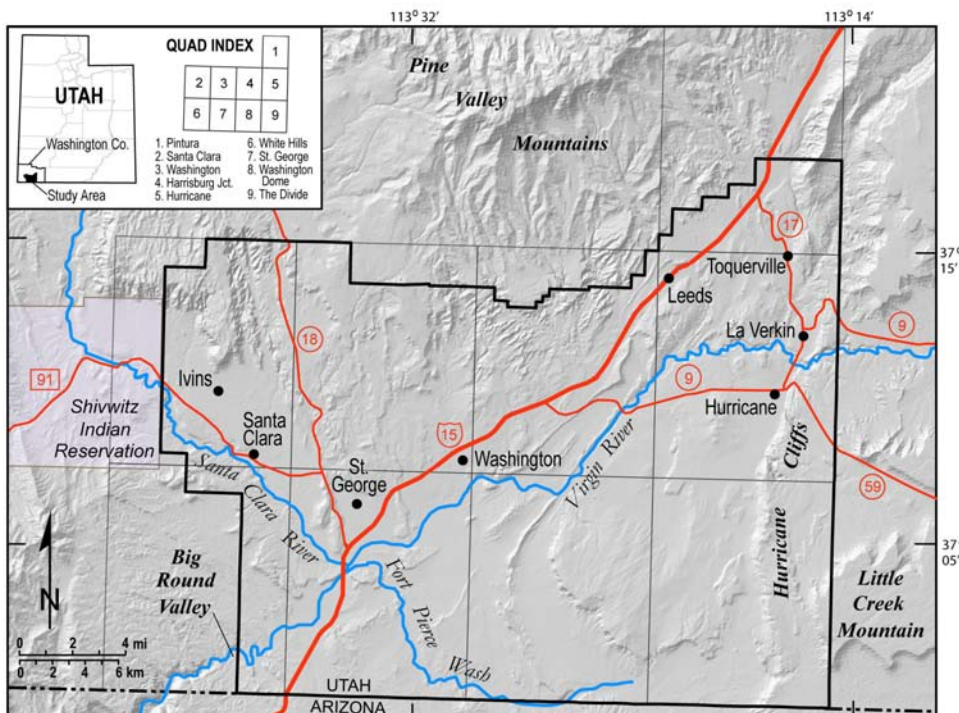 113° 32'
113° 14'
QUAD INDEX
1
2 3 4 5
6 7 8 9
UTAH
Washington Co.
Study Area
1. Pintura
2. Santa Clara
3. Washington
4. Harrisburg Jct.
5. Hurricane
6. White Hills
7. St. George
8. Washington
Dome
9. The Divide
Pine
Valley
Mountains
17
37°
15'
Toquerville
Leeds
La Verkin
9
18
91
Ivins
9
Hurricane
Shivwitz
Indian
Reservation
Santa
Clara
15
Washington
Cliffs
St.
George
Santa Clara
River
Virgin River
59
37°
05'
Big
Round
Valley
Fort
Pierce
Wash
Hurricane
Little
Creek
Mountain
N
0 2 4 mi
0 2 4 6 km
UTAH
ARIZONA